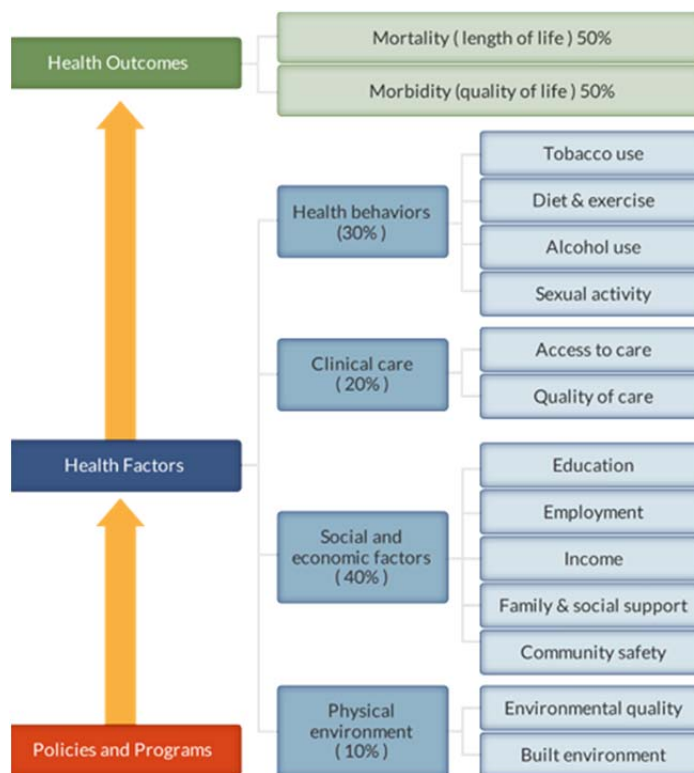 Health Outcomes
Mortality ( length of life ) 50%
Morbidity (quality of life ) 50%
Health Factors
Health behaviors
(30% )
Tobacco use
Diet & exercise
Alcohol use
Sexual activity
Clinical care
( 20% )
Access to care
Quality of care
Social and
economic factors
( 40% )
Education
Employment
Income
Family & social support
Community safety
Physical
environment
( 10% )
Environmental quality
Built environment
Policies and Programs